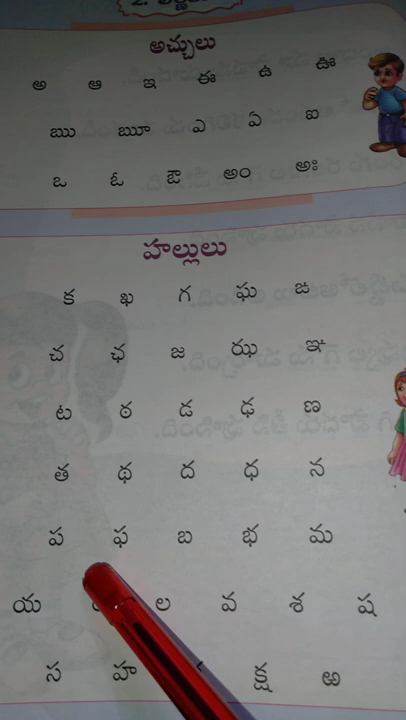 అచ్చులు
అ ఆ ఇ ఈ ఉ ఊ
ఋ ౠ ఎ ఏ ఐ
ఒ ఓ ఔ అం అః
హల్లులు
క ఖ గ ఘ ఙ
చ ఛ జ ఝ ఞ
ట ఠ డ ఢ ణ
త థ ద ధ న
ప ఫ బ భ మ
య ల వ శ ష
స హ క్ష ఱ